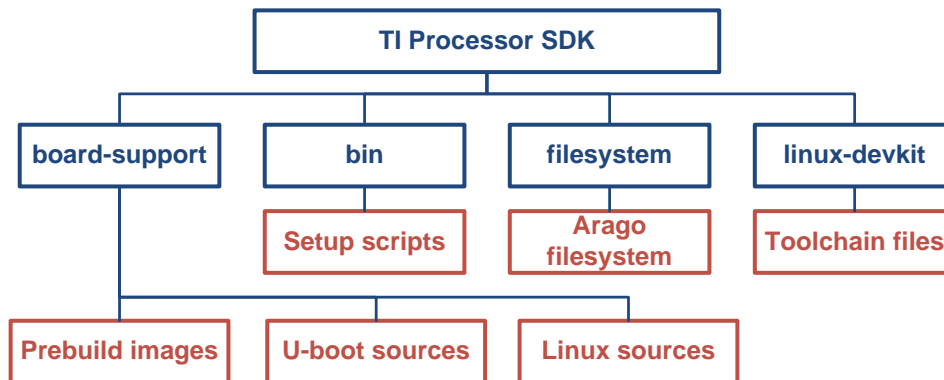 TI Processor SDK
board-support
bin
filesystem
linux-devkit
Setup scripts
Arago
filesystem
Toolchain files
Prebuild images
U-boot sources
Linux sources